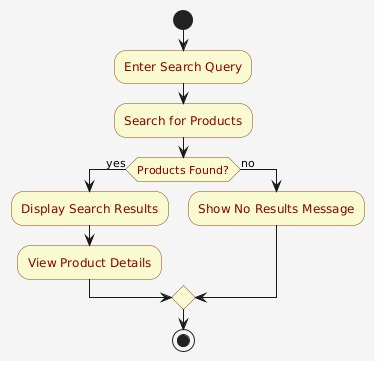 Enter Search Query
Search for Products
yes
Products Found?
no
Display Search Results
Show No Results Message
View Product Details